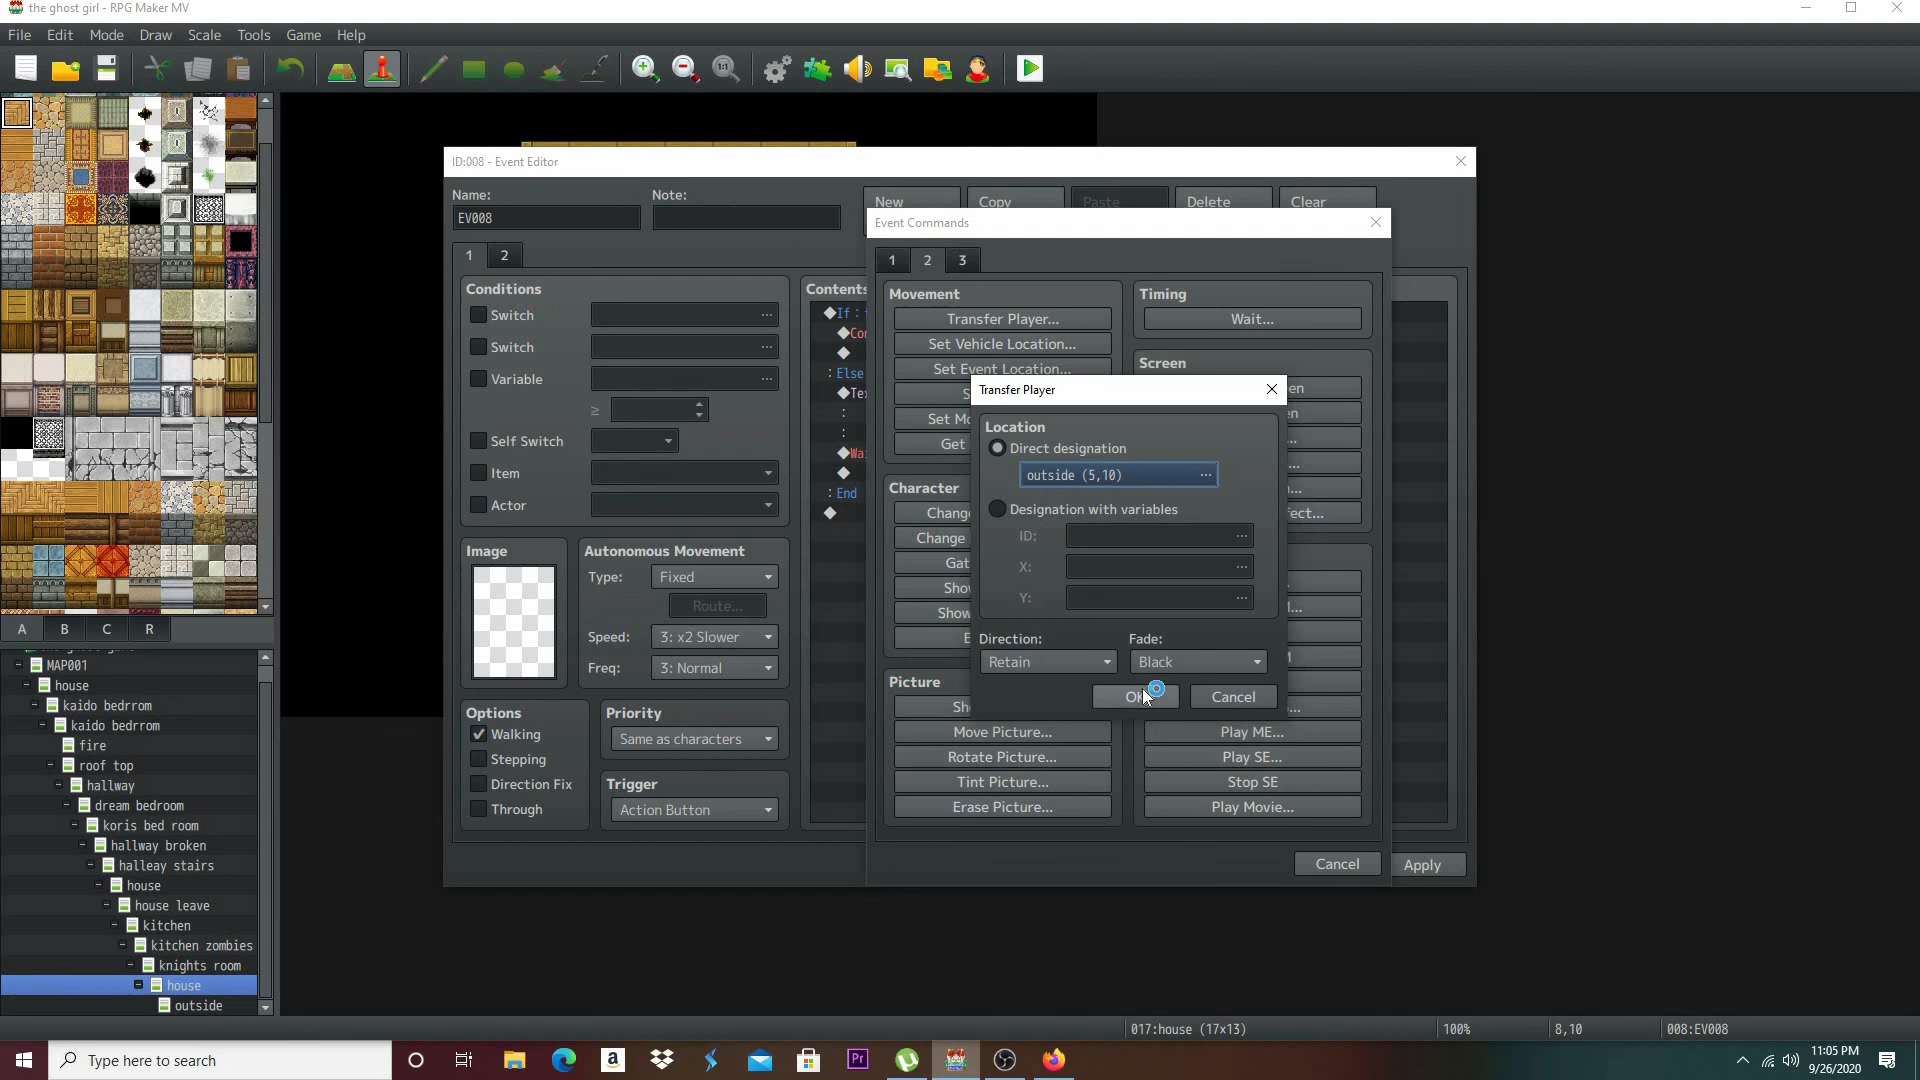 the ghost girl - RPG Maker MV
File Edit Mode Draw Scale Tools Game Help
ID:008 - Event Editor
Name: Note:
EV008
New Copy Paste Delete Clear
1 2
Conditions
Switch
Switch
Variable
≥
Self Switch
Item
Actor
Image
Autonomous Movement
Type: Fixed
Route...
Speed: 3: x2 Slower
Freq: 3: Normal
Options
Walking
Stepping
Direction Fix
Through
Priority
Same as characters
Trigger
Action Button
Contents
◆If :
◆Co
◆
: Else
◆Tex
:
:
◆Wa
◆
: End
◆
Apply
Event Commands
1 2 3
Movement
Transfer Player...
Set Vehicle Location...
Set Event Location...
S
Set Mo
Get
Character
Chang
Change
Gat
Sho
Show
E
Picture
Sh
Move Picture...
Rotate Picture...
Tint Picture...
Erase Picture...
Timing
Wait...
Screen
en
n
...
...
...
fect...
Play ME...
Play SE...
Stop SE
Play Movie...
Cancel
Transfer Player
Location
Direct designation
outside (5,10) ...
Designation with variables
ID: ...
X: ...
Y: ...
Direction: Fade:
Retain Black
OK Cancel
A B C R
MAP001
house
kaido bedrrom
kaido bedrrom
fire
roof top
hallway
dream bedroom
koris bed room
hallway broken
halleay stairs
house
house leave
kitchen
kitchen zombies
knights room
house
outside
017:house (17x13) 100% 8,10 008:EV008
Type here to search
11:05 PM
9/26/2020